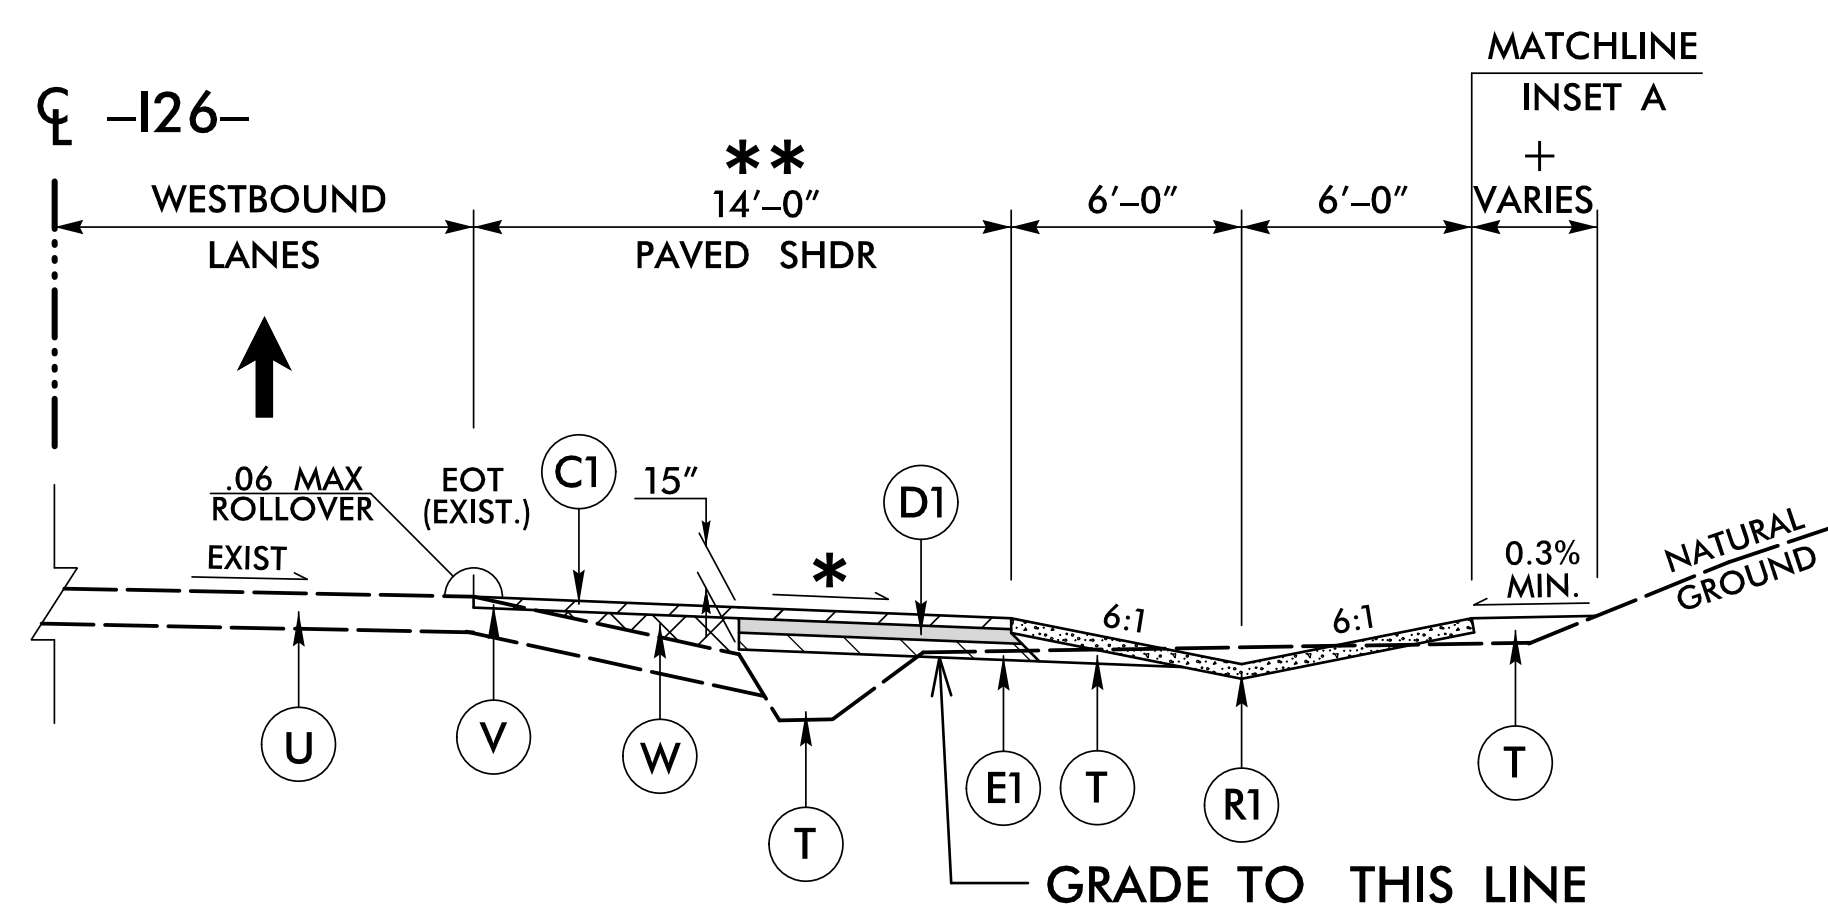 MATCHLINE
INSET A
℄ –I26–
**
+
WESTBOUND
LANES
14'–0"
PAVED SHDR
6'–0"
6'–0"
VARIES
.06 MAX
ROLLOVER
EOT
(EXIST.)
C1
15"
D1
EXIST
*
0.3%
MIN.
NATURAL
GROUND
6:1
6:1
U
V
W
T
E1
T
R1
T
GRADE TO THIS LINE